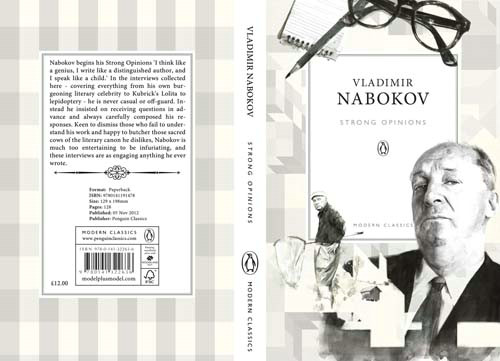 Nabokov begins his Strong Opinions 'I think like
a genius, I write like a distinguished author, and
I speak like a child.' In the interviews collected
here - covering everything from his own bur-
geoning literary celebrity to Kubrick's Lolita to
lepidoptery - he is never casual or off-guard. In-
stead he insisted on receiving questions in ad-
vance and always carefully composed his re-
sponses. Keen to dismiss those who fail to under-
stand his work and happy to butcher those sacred
cows of the literary canon he dislikes, Nabokov is
much too entertaining to be infuriating, and
these interviews are as engaging anything he ever
wrote.
Format: Paperback
ISBN: 9780141191478
Size: 129 x 198mm
Pages: 128
Published: 05 Nov 2012
Publisher: Penguin Classics
MODERN CLASSICS
www.penguinclassics.com
modelplusmodel.com
FSC
£12.00
VLADIMIR
NABOKOV
STRONG OPINIONS
MODERN CLASSICS
VLADIMIR
NABOKOV
STRONG OPINIONS
MODERN CLASSICS